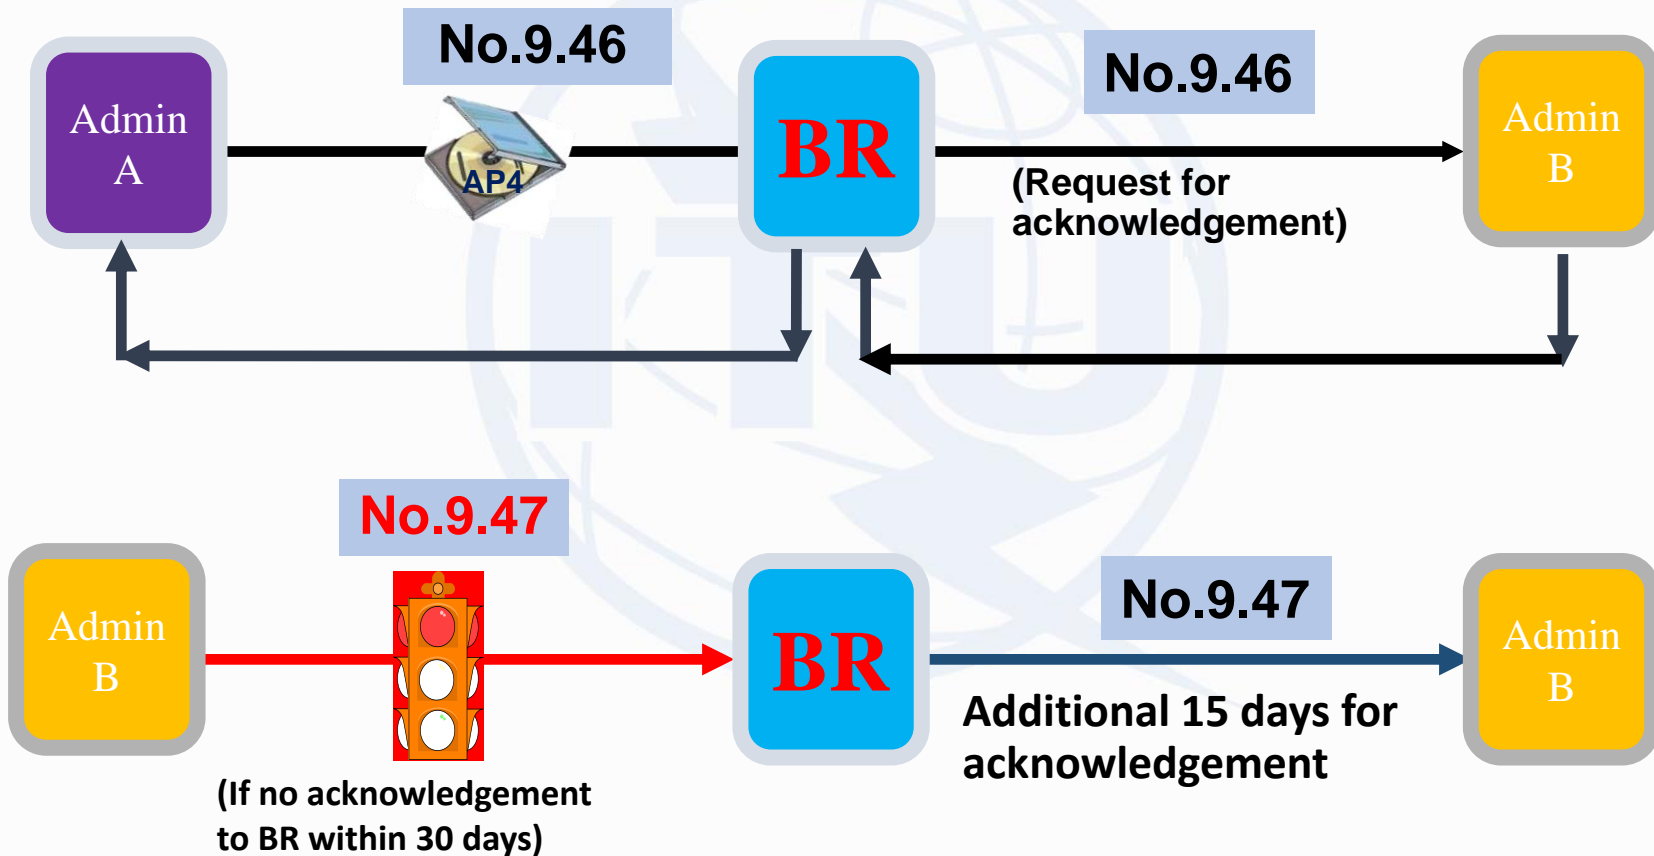 No.9.46
No.9.46
Admin
A
AP4
BR
(Request for
acknowledgement)
Admin
B
ITU
No.9.47
No.9.47
Admin
B
BR
Additional 15 days for
acknowledgement
Admin
B
(If no acknowledgement
to BR within 30 days)